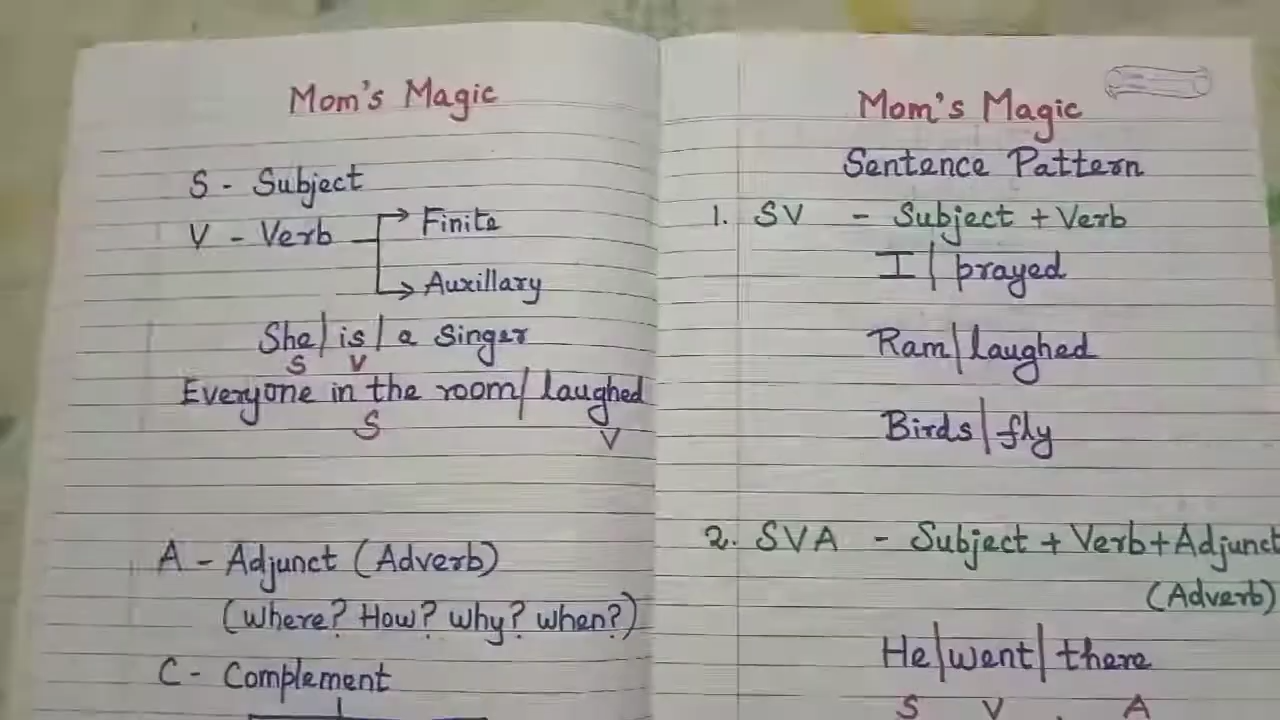 Mom's Magic
S - Subject
V - Verb
Finite
Auxillary
She/ is/ a singer
S V
Everyone in the room/ laughed
S V
A - Adjunct (Adverb)
(Where? How? Why? When?)
C - Complement
Mom's Magic
Sentence Pattern
1. SV - Subject + Verb
I/ prayed
Ram/laughed
Birds/fly
2. SVA - Subject + Verb+Adjunct
(Adverb)
He/went/ there
S V A